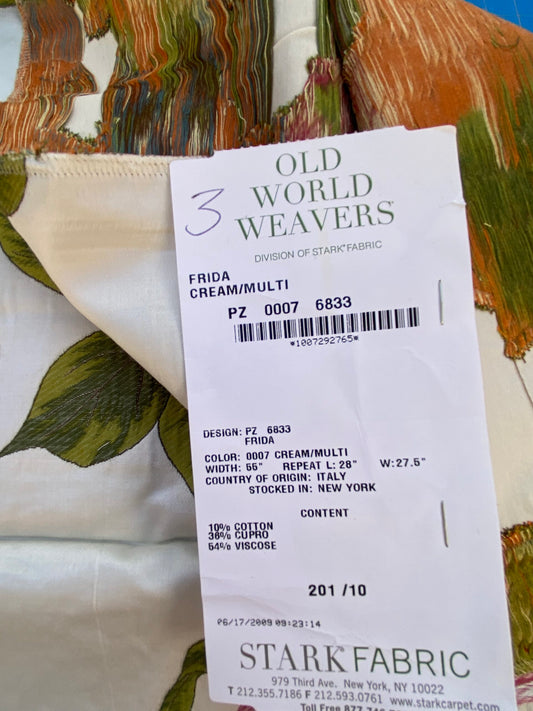 3
OLD
WORLD
WEAVERS
DIVISION OF STARK FABRIC
FRIDA
CREAM/MULTI
PZ 0007 6833
*1007292765*
DESIGN: PZ 6833
FRIDA
COLOR: 0007 CREAM/MULTI
WIDTH: 55" REPEAT L: 28" W:27.5"
COUNTRY OF ORIGIN: ITALY
STOCKED IN: NEW YORK
CONTENT
10% COTTON
36% CUPRO
54% VISCOSE
201 /10
06/17/2009 09:23:14
STARK FABRIC
979 Third Ave. New York, NY 10022
T 212.355.7186 F 212.593.0761 www.starkcarpet.com
Toll Free